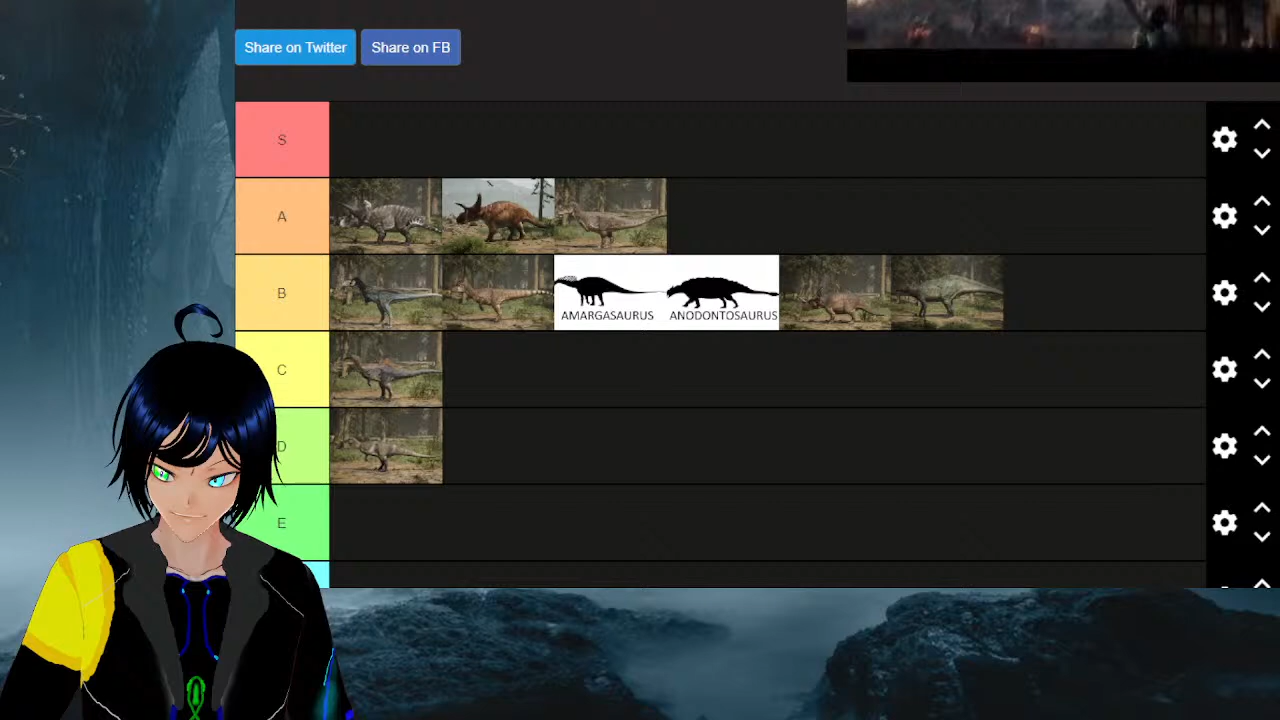 Share on Twitter Share on FB
S
A
B
AMARGASAURUS ANODONTOSAURUS
C
D
E